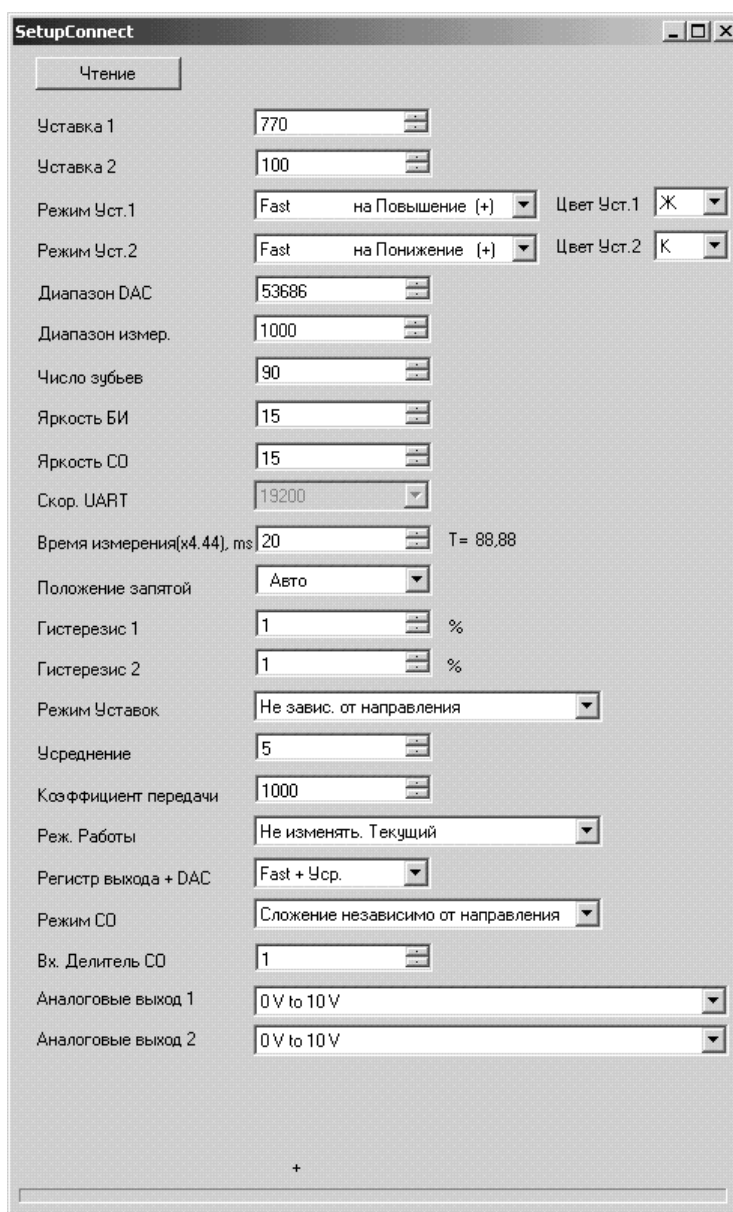 SetupConnect
Чтение
Уставка 1 770
Уставка 2 100
Режим Уст.1 Fast на Повышение (+) Цвет Уст.1 Ж
Режим Уст.2 Fast на Понижение (+) Цвет Уст.2 К
Диапазон DAC 53686
Диапазон измер. 1000
Число зубьев 90
Яркость БИ 15
Яркость СО 15
Скор. UART 19200
Время измерения(x4.44), ms 20 T= 88,88
Положение запятой Авто
Гистерезис 1 1 %
Гистерезис 2 1 %
Режим Уставок Не завис. от направления
Усреднение 5
Коэффициент передачи 1000
Реж. Работы Не изменять. Текущий
Регистр выхода + DAC Fast + Уср.
Режим СО Сложение независимо от направления
Вх. Делитель СО 1
Аналоговые выход 1 0 V to 10 V
Аналоговые выход 2 0 V to 10 V
+